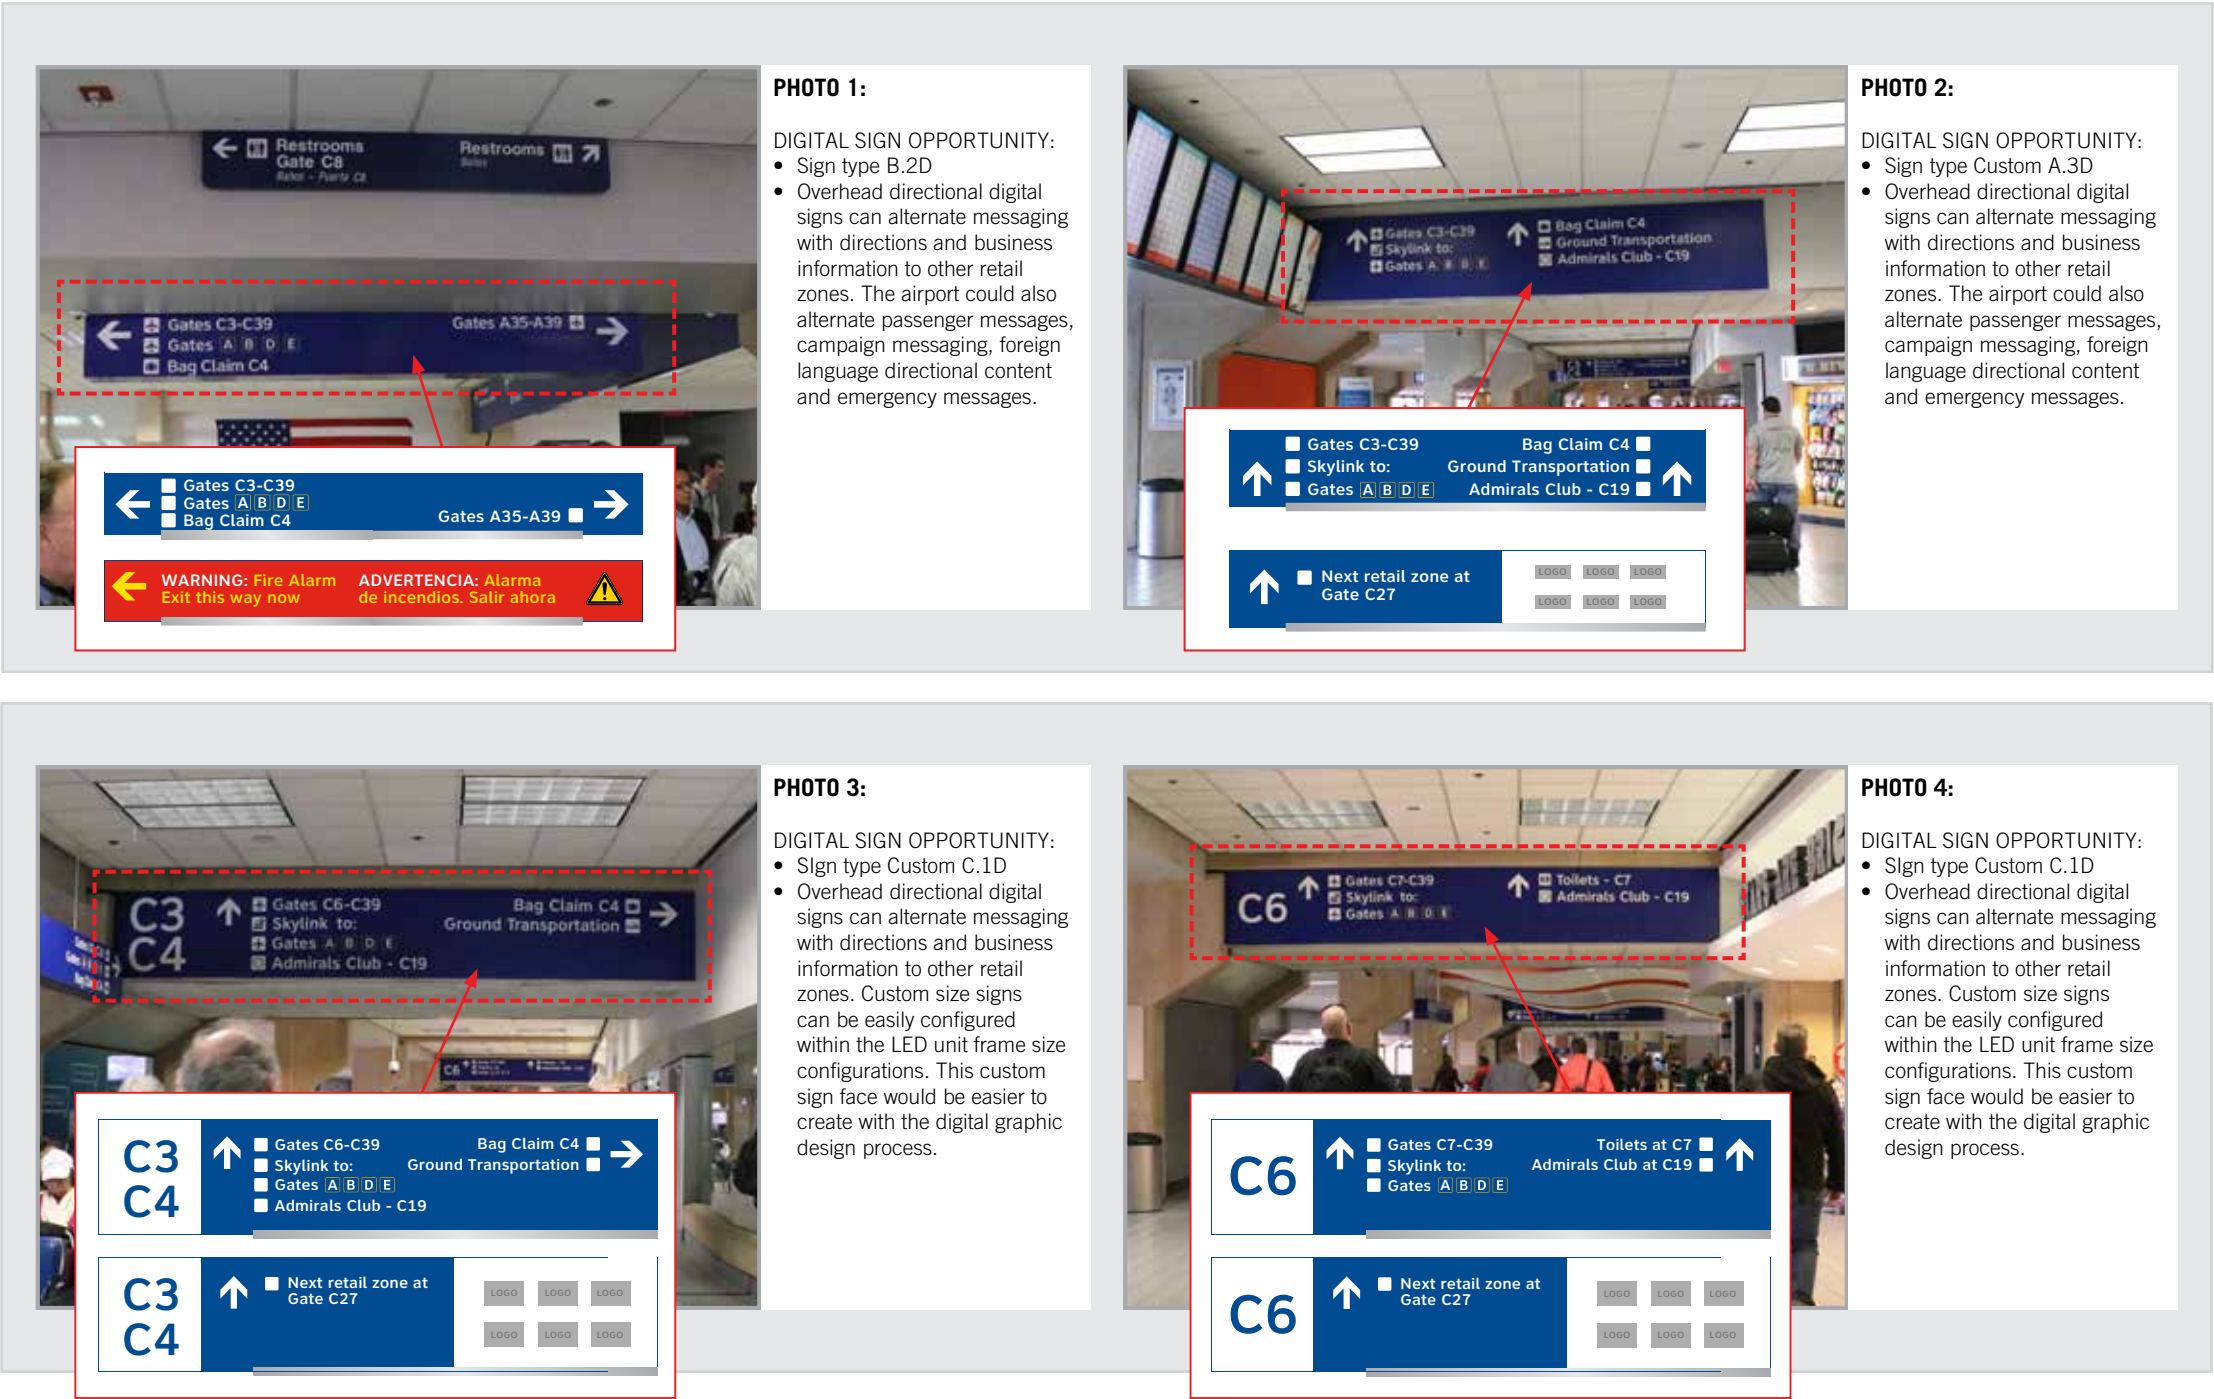 Restrooms
Gate C8
Baños - Puerta C8
Restrooms
Baños
Gates C3-C39
Gates A B D E
Bag Claim C4
Gates A35-A39
Gates C3-C39
Gates A B D E
Bag Claim C4
Gates A35-A39
WARNING: Fire Alarm
Exit this way now
ADVERTENCIA: Alarma
de incendios. Salir ahora
PHOTO 1:
DIGITAL SIGN OPPORTUNITY:
• Sign type B.2D
• Overhead directional digital
signs can alternate messaging
with directions and business
information to other retail
zones. The airport could also
alternate passenger messages,
campaign messaging, foreign
language directional content
and emergency messages.
Gates C3-C39
Skylink to:
Gates A B D E
Bag Claim C4
Ground Transportation
Admirals Club - C19
Gates C3-C39
Skylink to:
Gates A B D E
Bag Claim C4
Ground Transportation
Admirals Club - C19
Next retail zone at
Gate C27
LOGO LOGO LOGO
LOGO LOGO LOGO
PHOTO 2:
DIGITAL SIGN OPPORTUNITY:
• Sign type Custom A.3D
• Overhead directional digital
signs can alternate messaging
with directions and business
information to other retail
zones. The airport could also
alternate passenger messages,
campaign messaging, foreign
language directional content
and emergency messages.
C3
C4
Gates C6-C39
Skylink to:
Gates A B D E
Admirals Club - C19
Bag Claim C4
Ground Transportation
C6
C3
C4
Gates C6-C39
Skylink to:
Gates A B D E
Admirals Club - C19
Bag Claim C4
Ground Transportation
C3
C4
Next retail zone at
Gate C27
LOGO LOGO LOGO
LOGO LOGO LOGO
PHOTO 3:
DIGITAL SIGN OPPORTUNITY:
• SIgn type Custom C.1D
• Overhead directional digital
signs can alternate messaging
with directions and business
information to other retail
zones. Custom size signs
can be easily configured
within the LED unit frame size
configurations. This custom
sign face would be easier to
create with the digital graphic
design process.
C6
Gates C7-C39
Skylink to:
Gates A B D E
Toilets - C7
Admirals Club - C19
C6
Gates C7-C39
Skylink to:
Gates A B D E
Toilets at C7
Admirals Club at C19
C6
Next retail zone at
Gate C27
LOGO LOGO LOGO
LOGO LOGO LOGO
PHOTO 4:
DIGITAL SIGN OPPORTUNITY:
• SIgn type Custom C.1D
• Overhead directional digital
signs can alternate messaging
with directions and business
information to other retail
zones. Custom size signs
can be easily configured
within the LED unit frame size
configurations. This custom
sign face would be easier to
create with the digital graphic
design process.